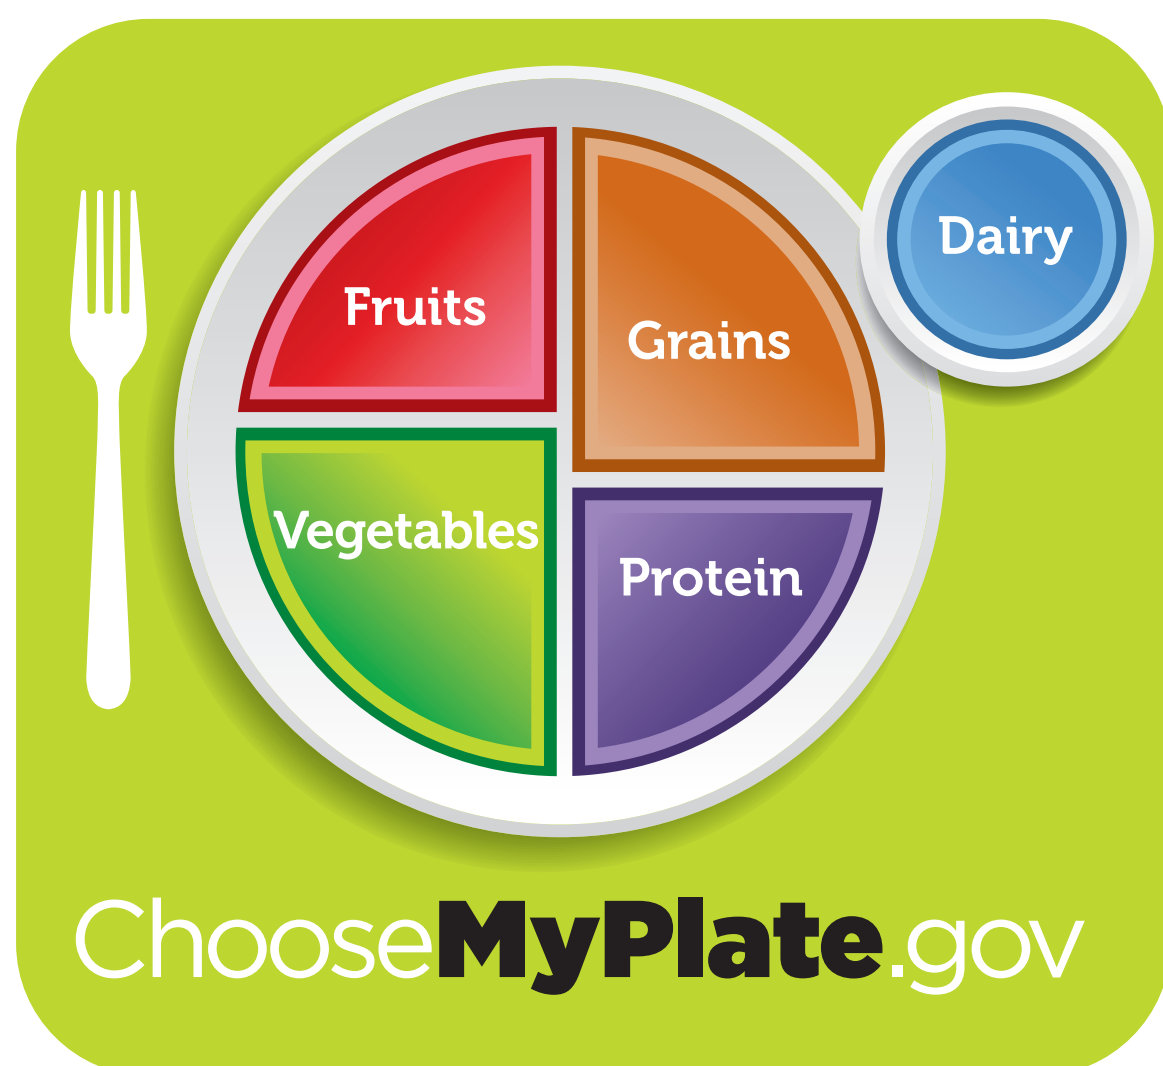 Fruits
Grains
Dairy
Vegetables
Protein
ChooseMyPlate.gov